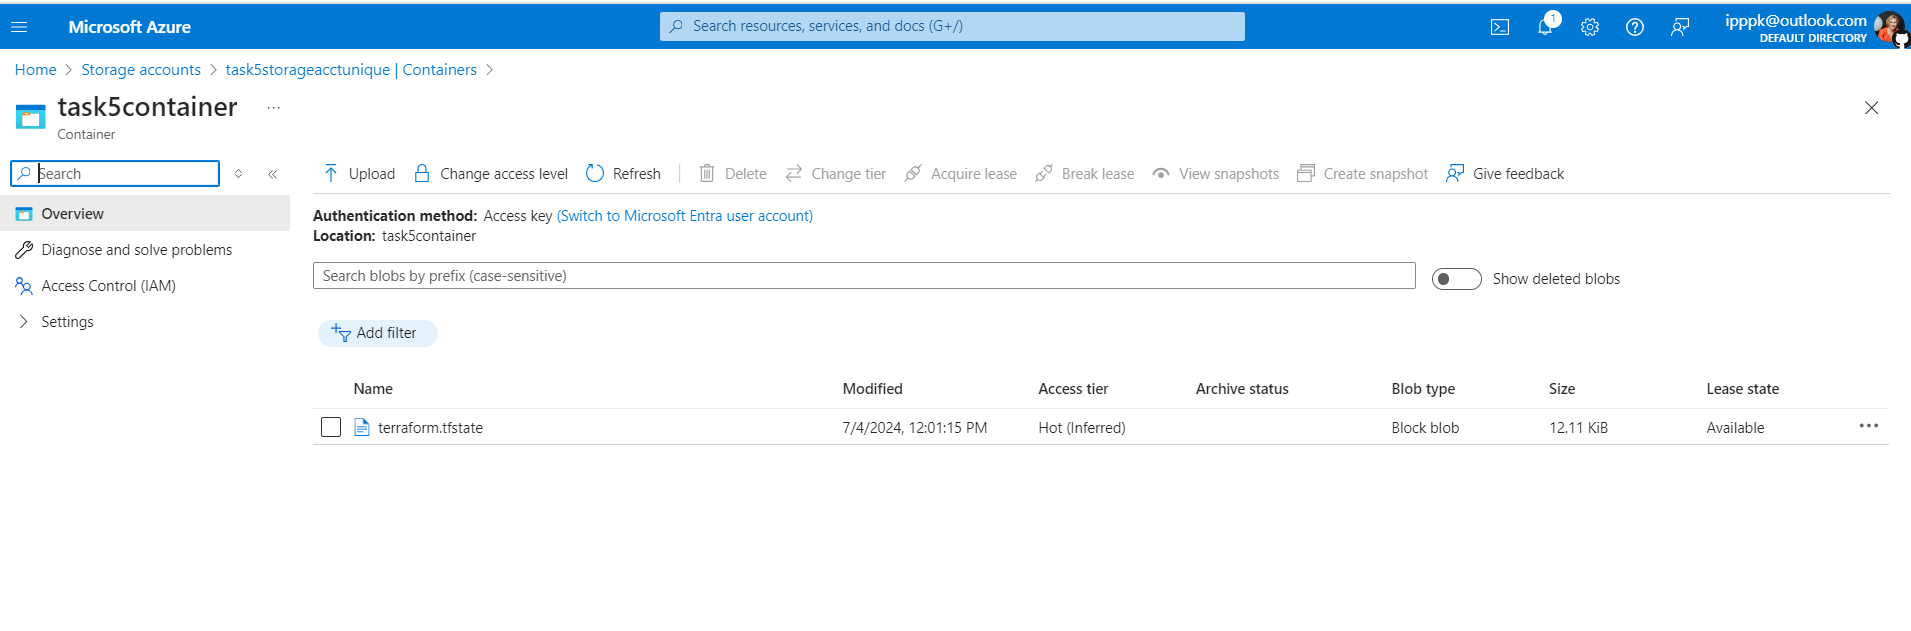 Microsoft Azure
Search resources, services, and docs (G+/)
1
ipppk@outlook.com
DEFAULT DIRECTORY
Home > Storage accounts > task5storageacctunique | Containers >
task5container ...
Container
Search
Upload Change access level Refresh Delete Change tier Acquire lease Break lease View snapshots Create snapshot Give feedback
Overview
Diagnose and solve problems
Access Control (IAM)
Settings
Authentication method: Access key (Switch to Microsoft Entra user account)
Location: task5container
Search blobs by prefix (case-sensitive)
Show deleted blobs
Add filter
Name Modified Access tier Archive status Blob type Size Lease state
terraform.tfstate 7/4/2024, 12:01:15 PM Hot (Inferred) Block blob 12.11 KiB Available ...